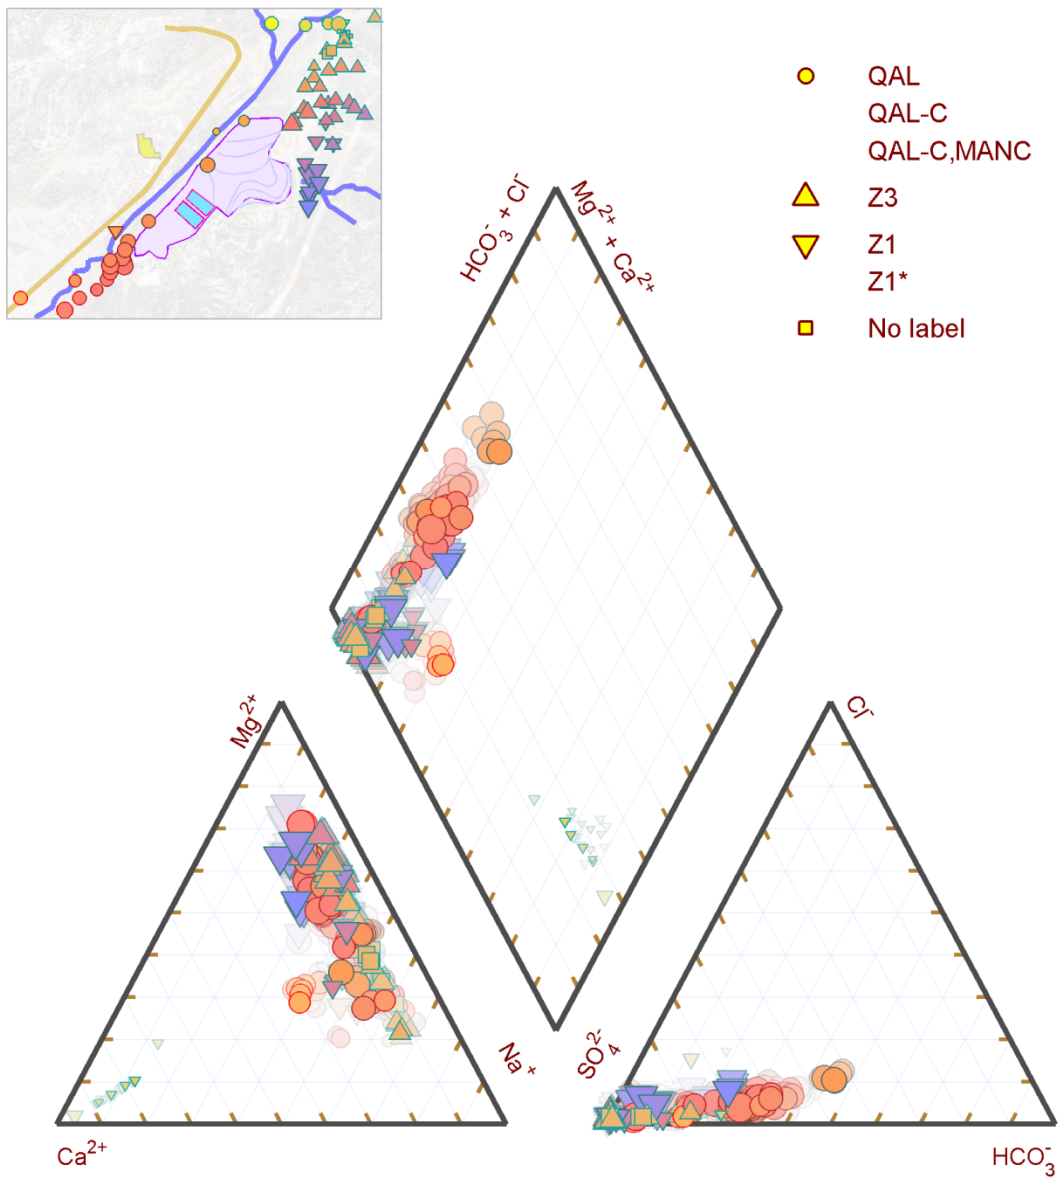 QAL
QAL-C
QAL-C,MANC
Z3
Z1
Z1*
No label
HCO₃⁻ + Cl⁻
Mg²⁺ + Ca²⁺
Mg²⁺
Cl⁻
Na⁺
SO₄²⁻
Ca²⁺
HCO₃⁻